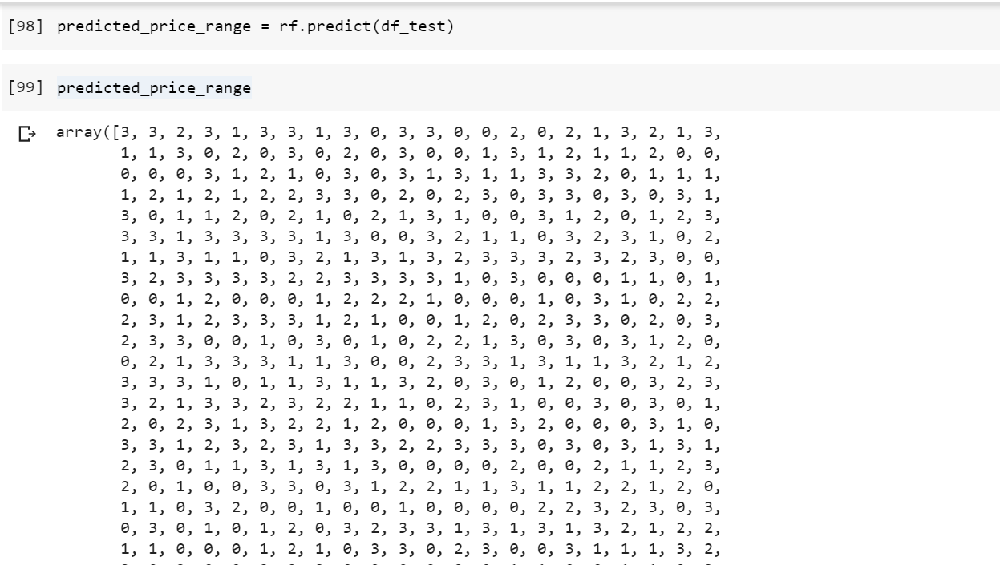 [98] predicted_price_range = rf.predict(df_test)
[99] predicted_price_range
array([3, 3, 2, 3, 1, 3, 3, 1, 3, 0, 3, 3, 0, 0, 2, 0, 2, 1, 3, 2, 1, 3,
1, 1, 3, 0, 2, 0, 3, 0, 2, 0, 3, 0, 0, 1, 3, 1, 2, 1, 1, 2, 0, 0,
0, 0, 0, 3, 1, 2, 1, 0, 3, 0, 3, 1, 3, 1, 1, 3, 3, 2, 0, 1, 1, 1,
1, 2, 1, 2, 1, 2, 2, 3, 3, 0, 2, 0, 2, 3, 0, 3, 3, 0, 3, 0, 3, 1,
3, 0, 1, 1, 2, 0, 2, 1, 0, 2, 1, 3, 1, 0, 0, 3, 1, 2, 0, 1, 2, 3,
3, 3, 1, 3, 3, 3, 3, 1, 3, 0, 0, 3, 2, 1, 1, 0, 3, 2, 3, 1, 0, 2,
1, 1, 3, 1, 1, 0, 3, 2, 1, 3, 1, 3, 2, 3, 3, 3, 2, 3, 2, 3, 0, 0,
3, 2, 3, 3, 3, 3, 2, 2, 3, 3, 3, 3, 1, 0, 3, 0, 0, 0, 1, 1, 0, 1,
0, 0, 1, 2, 0, 0, 0, 1, 2, 2, 2, 1, 0, 0, 0, 1, 0, 3, 1, 0, 2, 2,
2, 3, 1, 2, 3, 3, 3, 1, 2, 1, 0, 0, 1, 2, 0, 2, 3, 3, 0, 2, 0, 3,
2, 3, 3, 0, 0, 1, 0, 3, 0, 1, 0, 2, 2, 1, 3, 0, 3, 0, 3, 1, 2, 0,
0, 2, 1, 3, 3, 3, 1, 1, 3, 0, 0, 2, 3, 3, 1, 3, 1, 1, 3, 2, 1, 2,
3, 3, 3, 1, 0, 1, 1, 3, 1, 1, 3, 2, 0, 3, 0, 1, 2, 0, 0, 3, 2, 3,
3, 2, 1, 3, 3, 2, 3, 2, 2, 1, 1, 0, 2, 3, 1, 0, 0, 3, 0, 3, 0, 1,
2, 0, 2, 3, 1, 3, 2, 2, 1, 2, 0, 0, 0, 1, 3, 2, 0, 0, 0, 3, 1, 0,
3, 3, 1, 2, 3, 2, 3, 1, 3, 3, 2, 2, 3, 3, 3, 0, 3, 0, 3, 1, 3, 1,
2, 3, 0, 1, 1, 3, 1, 3, 1, 3, 0, 0, 0, 0, 2, 0, 0, 2, 1, 1, 2, 3,
2, 0, 1, 0, 0, 3, 3, 0, 3, 1, 2, 2, 1, 1, 3, 1, 1, 2, 2, 1, 2, 0,
1, 1, 0, 3, 2, 0, 0, 1, 0, 0, 1, 0, 0, 0, 0, 2, 2, 3, 2, 3, 0, 3,
0, 3, 0, 1, 0, 1, 2, 0, 3, 2, 3, 3, 1, 3, 1, 3, 1, 3, 2, 1, 2, 2,
1, 1, 0, 0, 0, 1, 2, 1, 0, 3, 3, 0, 2, 3, 0, 0, 3, 1, 1, 1, 3, 2,